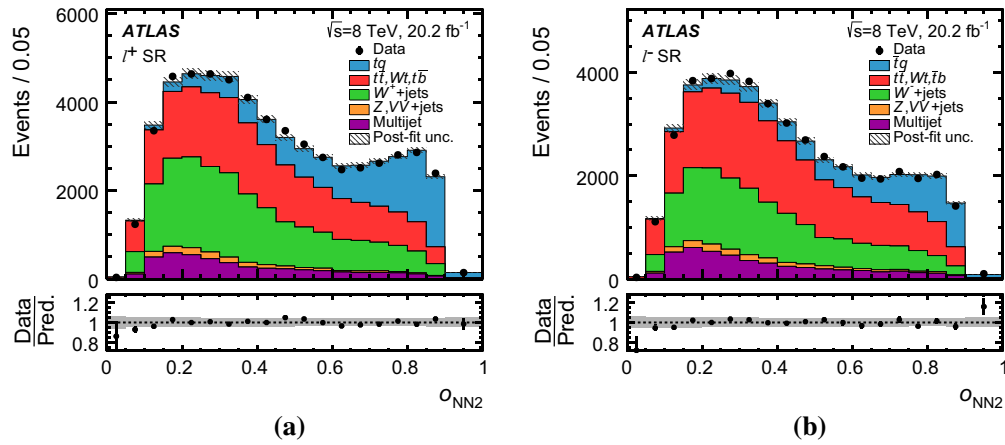 ATLAS
√s=8 TeV, 20.2 fb⁻¹
l⁺ SR
Data
tq
tt̄,Wt,tb̄
W⁺+jets
Z,VV+jets
Multijet
Post-fit unc.
Events / 0.05
6000
4000
2000
0
Data
Pred.
1.2
1
0.8
0 0.2 0.4 0.6 0.8 1
oNN2
(a)
ATLAS
√s=8 TeV, 20.2 fb⁻¹
l⁻ SR
Data
t̄q
tt̄,Wt,t̄b
W⁻+jets
Z,VV+jets
Multijet
Post-fit unc.
Events / 0.05
4000
2000
0
Data
Pred.
1.2
1
0.8
0 0.2 0.4 0.6 0.8 1
oNN2
(b)